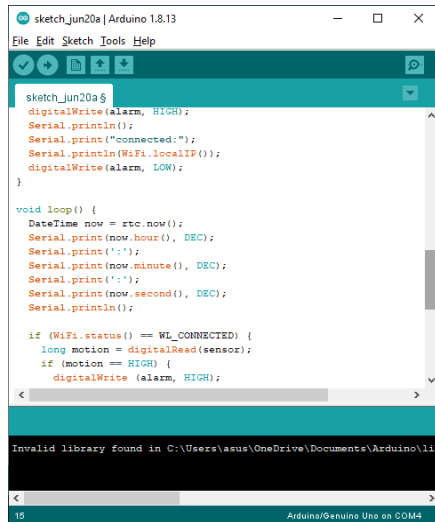 sketch_jun20a | Arduino 1.8.13
File Edit Sketch Tools Help
sketch_jun20a §
digitalWrite(alarm, HIGH);
Serial.println();
Serial.print("connected:");
Serial.println(WiFi.localIP());
digitalWrite(alarm, LOW);
}
void loop() {
DateTime now = rtc.now();
Serial.print(now.hour(), DEC);
Serial.print(':');
Serial.print(now.minute(), DEC);
Serial.print(':');
Serial.print(now.second(), DEC);
Serial.println();
if (WiFi.status() == WL_CONNECTED) {
long motion = digitalRead(sensor);
if (motion == HIGH) {
digitalWrite (alarm, HIGH);
Invalid library found in C:\Users\asus\OneDrive\Documents\Arduino\li
15 Arduino/Genuino Uno on COM4